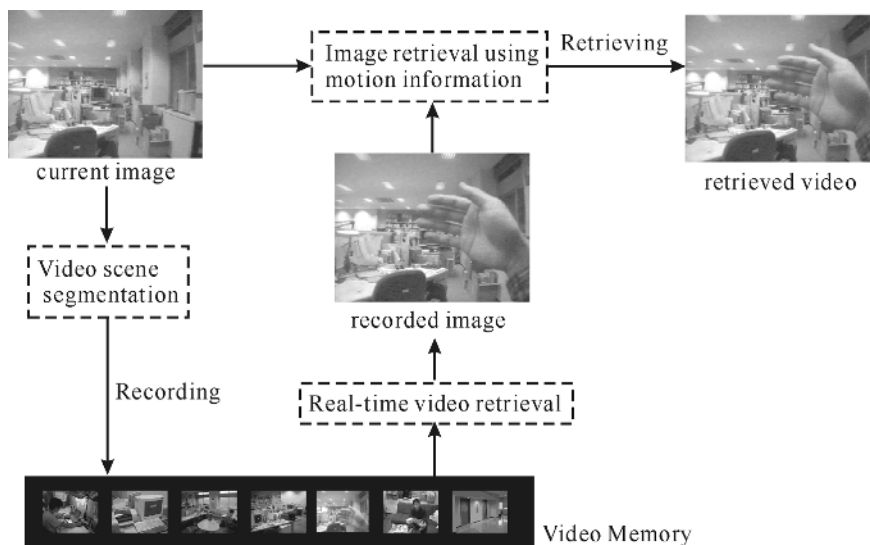 Image retrieval using
motion information
Retrieving
current image
retrieved video
Video scene
segmentation
recorded image
Recording
Real-time video retrieval
Video Memory